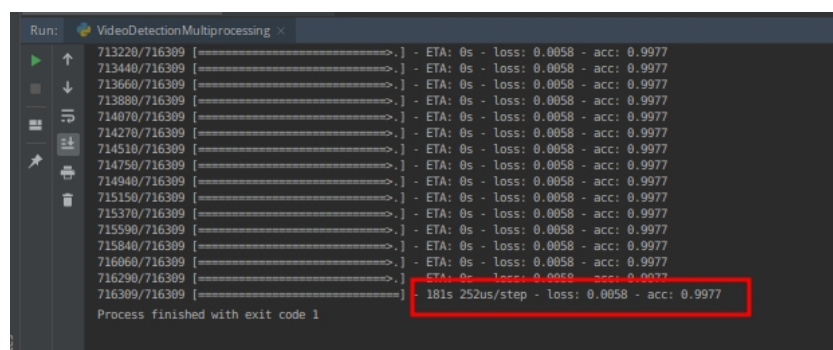 Run: VideoDetectionMultiprocessing ×
713220/716309 [==============================>.] - ETA: 0s - loss: 0.0058 - acc: 0.9977
713440/716309 [==============================>.] - ETA: 0s - loss: 0.0058 - acc: 0.9977
713660/716309 [==============================>.] - ETA: 0s - loss: 0.0058 - acc: 0.9977
713880/716309 [==============================>.] - ETA: 0s - loss: 0.0058 - acc: 0.9977
714070/716309 [==============================>.] - ETA: 0s - loss: 0.0058 - acc: 0.9977
714270/716309 [==============================>.] - ETA: 0s - loss: 0.0058 - acc: 0.9977
714510/716309 [==============================>.] - ETA: 0s - loss: 0.0058 - acc: 0.9977
714750/716309 [==============================>.] - ETA: 0s - loss: 0.0058 - acc: 0.9977
714940/716309 [==============================>.] - ETA: 0s - loss: 0.0058 - acc: 0.9977
715150/716309 [==============================>.] - ETA: 0s - loss: 0.0058 - acc: 0.9977
715370/716309 [==============================>.] - ETA: 0s - loss: 0.0058 - acc: 0.9977
715590/716309 [==============================>.] - ETA: 0s - loss: 0.0058 - acc: 0.9977
715840/716309 [==============================>.] - ETA: 0s - loss: 0.0058 - acc: 0.9977
716060/716309 [==============================>.] - ETA: 0s - loss: 0.0058 - acc: 0.9977
716290/716309 [==============================>.] - ETA: 0s - loss: 0.0058 - acc: 0.9977
716309/716309 [================================] - 181s 252us/step - loss: 0.0058 - acc: 0.9977
Process finished with exit code 1